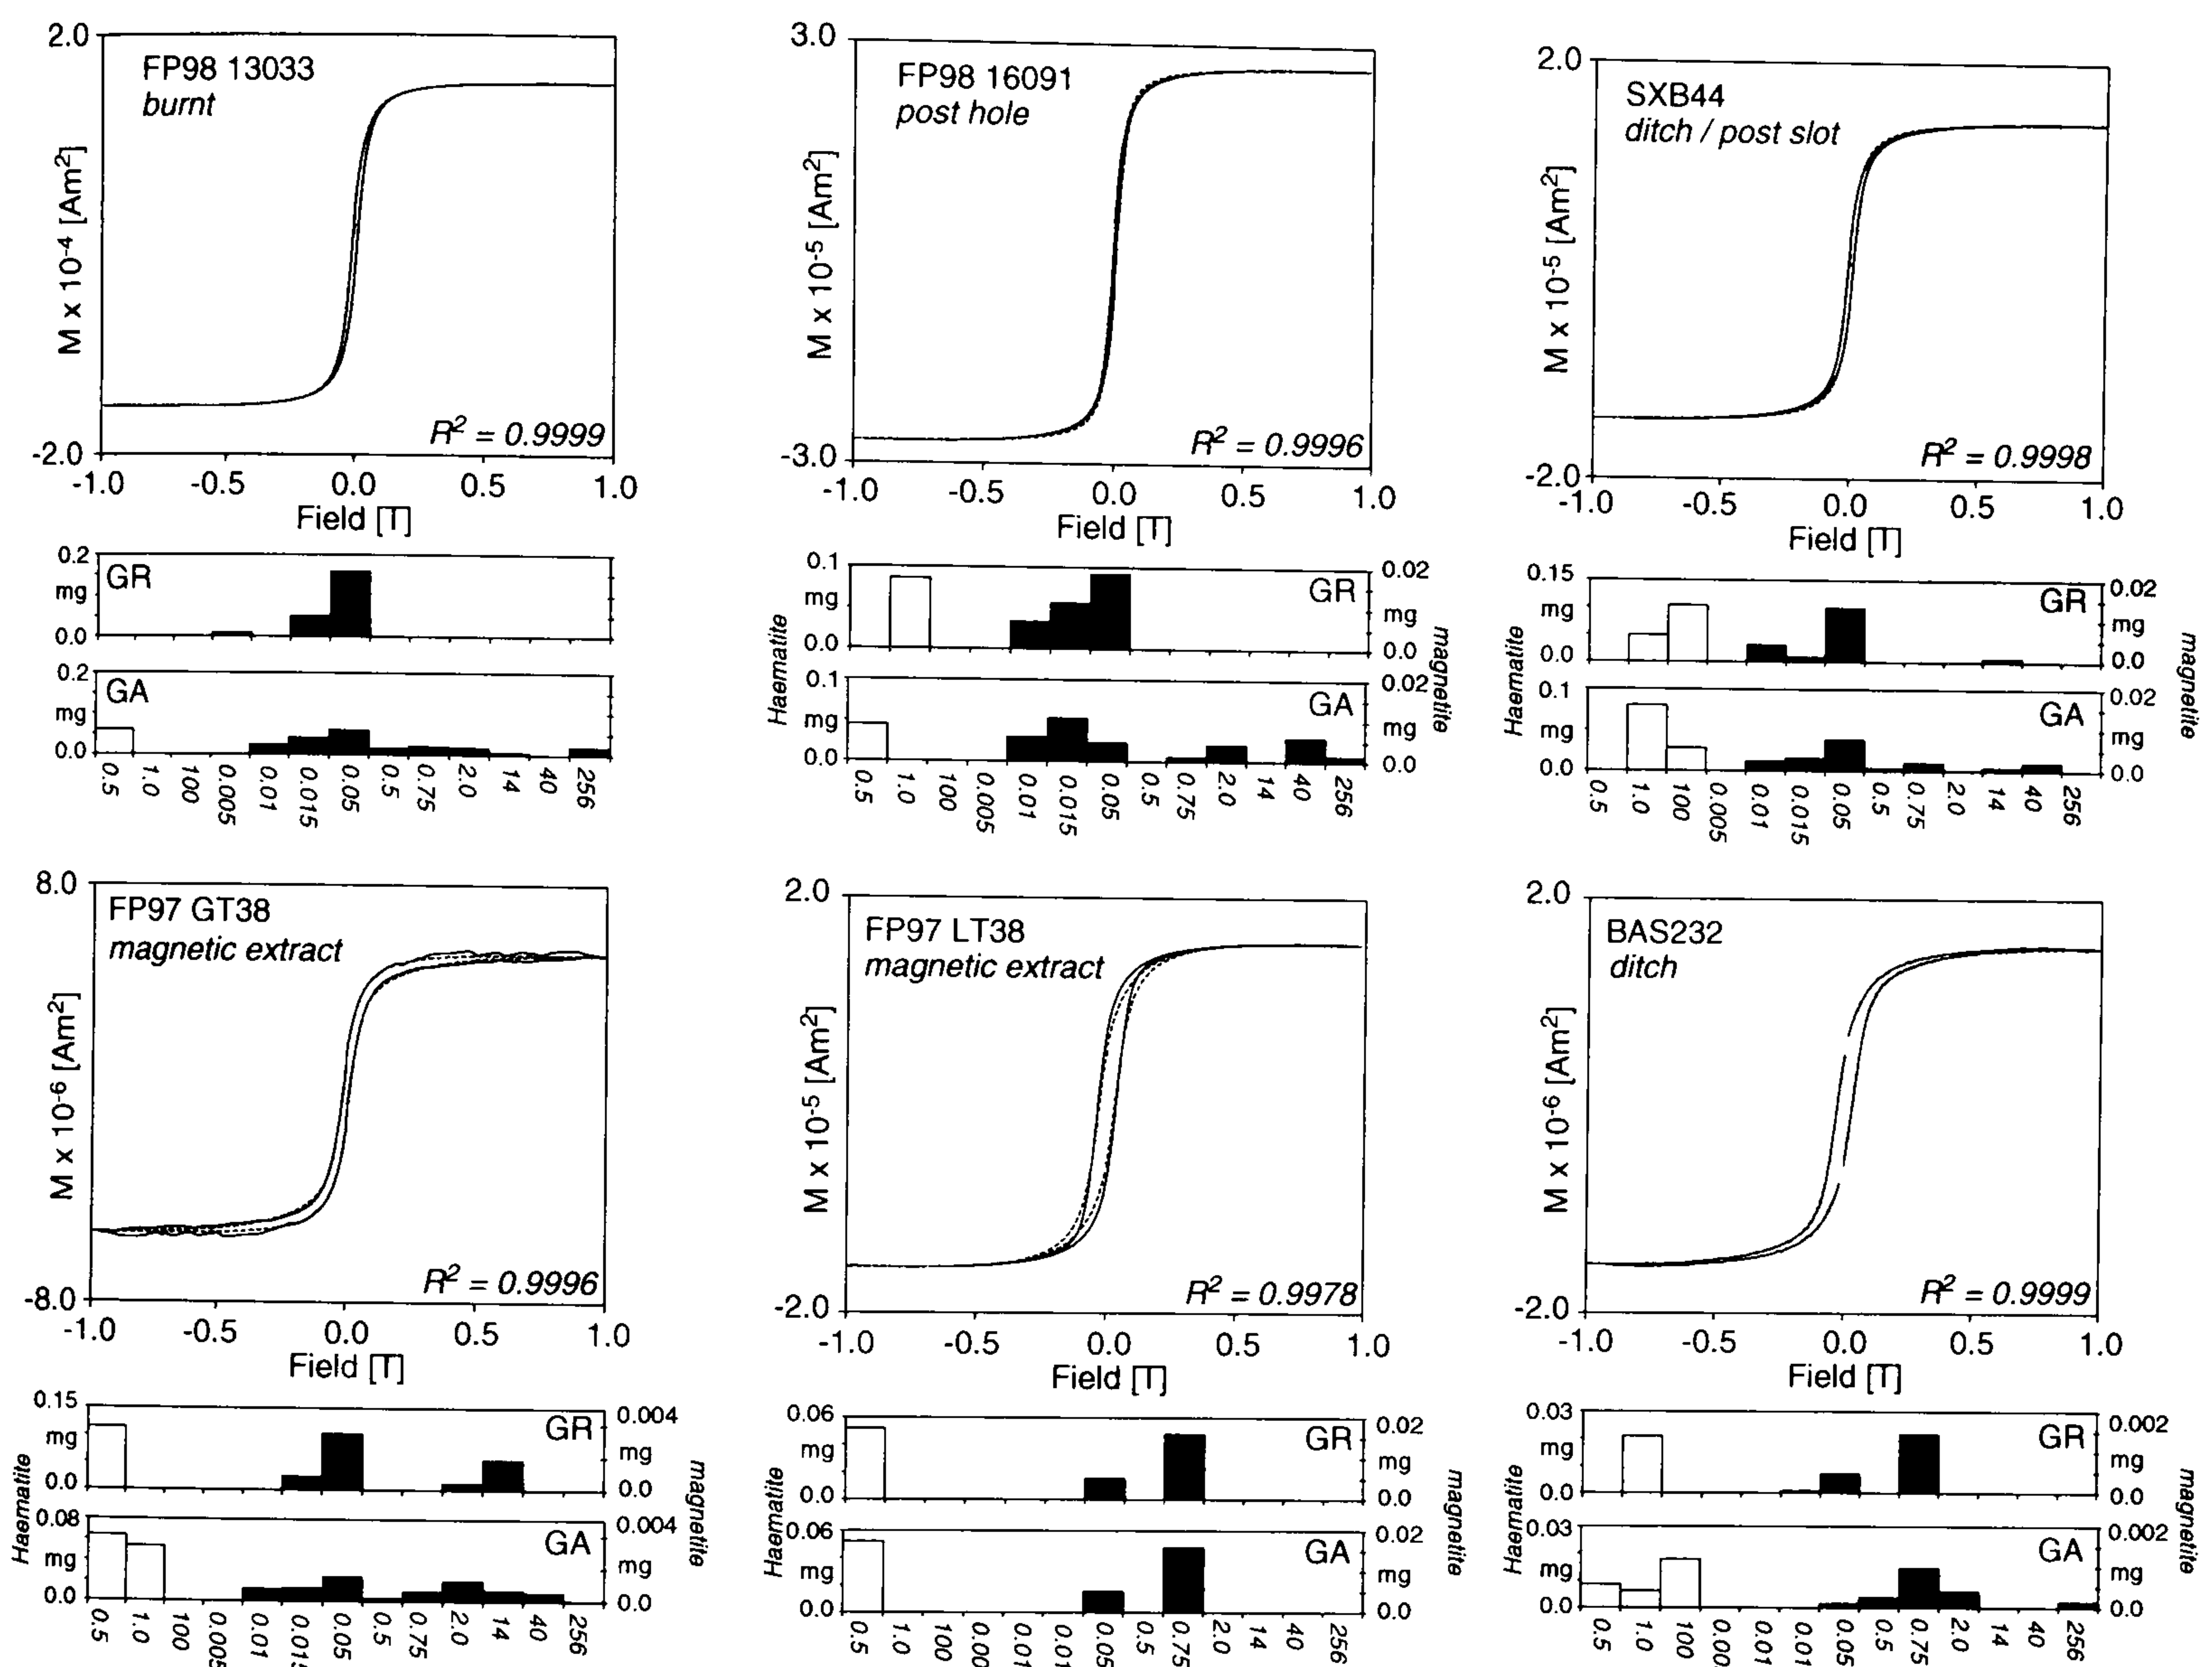 2.0
FP98 13033
burnt
M x 10-4 [Am2]
R2 = 0.9999
-2.0
-1.0 -0.5 0.0 0.5 1.0
Field [T]
0.2
GR
mg
0.0
0.2
GA
mg
0.0
0.5 1.0 100 0.005 0.01 0.015 0.05 0.5 0.75 2.0 14 40 256
3.0
FP98 16091
post hole
M x 10-5 [Am2]
R2 = 0.9996
-3.0
-1.0 -0.5 0.0 0.5 1.0
Field [T]
0.1 0.02
GR
mg mg
0.0 0.0
Haematite magnetite
0.1 0.02
GA
mg mg
0.0 0.0
0.5 1.0 100 0.005 0.01 0.015 0.05 0.5 0.75 2.0 14 40 256
2.0
SXB44
ditch / post slot
M x 10-5 [Am2]
R2 = 0.9998
-2.0
-1.0 -0.5 0.0 0.5 1.0
Field [T]
0.15 0.02
GR
mg mg
0.0 0.0
Haematite magnetite
0.1 0.02
GA
mg mg
0.0 0.0
0.5 1.0 100 0.005 0.01 0.015 0.05 0.5 0.75 2.0 14 40 256
8.0
FP97 GT38
magnetic extract
M x 10-6 [Am2]
R2 = 0.9996
-8.0
-1.0 -0.5 0.0 0.5 1.0
Field [T]
0.15 0.004
GR
mg mg
0.0 0.0
Haematite magnetite
0.08 0.004
GA
mg mg
0.0 0.0
0.5 1.0 100 0.005 0.01 0.015 0.05 0.5 0.75 2.0 14 40 256
2.0
FP97 LT38
magnetic extract
M x 10-5 [Am2]
R2 = 0.9978
-2.0
-1.0 -0.5 0.0 0.5 1.0
Field [T]
0.06 0.02
GR
mg mg
0.0 0.0
Haematite magnetite
0.06 0.02
GA
mg mg
0.0 0.0
0.5 1.0 100 0.00 0.01 0.01 0.05 0.5 0.75 2.0 14 40 256
2.0
BAS232
ditch
M x 10-6 [Am2]
R2 = 0.9999
-2.0
-1.0 -0.5 0.0 0.5 1.0
Field [T]
0.03 0.002
GR
mg mg
0.0 0.0
Haematite magnetite
0.03 0.002
GA
mg mg
0.0 0.0
0.5 1.0 100 0.00 0.01 0.01 0.05 0.5 0.75 2.0 14 40 256